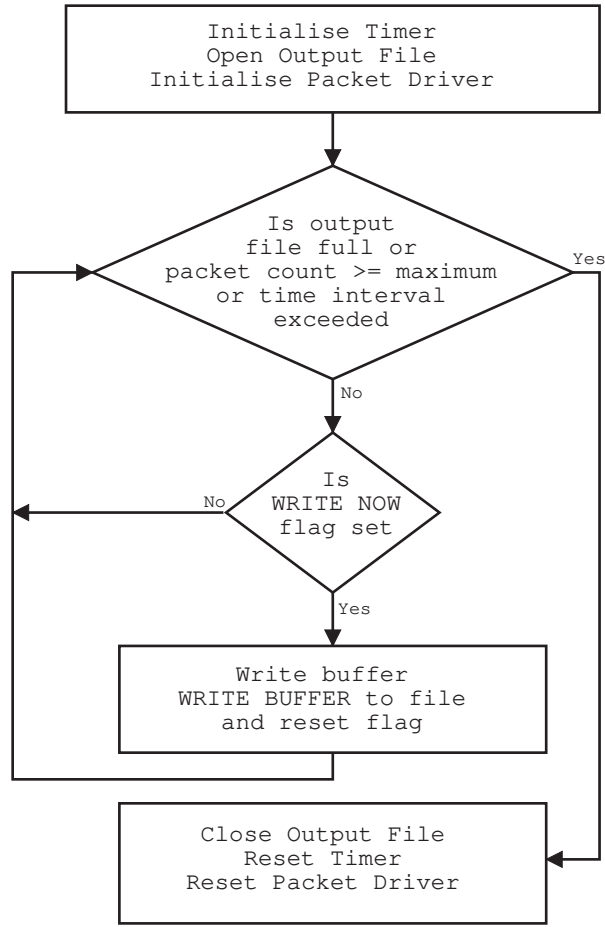 Initialise Timer
Open Output File
Initialise Packet Driver
Is output
file full or
packet count >= maximum
or time interval
exceeded
Yes
No
Is
WRITE NOW
flag set
No
Yes
Write buffer
WRITE BUFFER to file
and reset flag
Close Output File
Reset Timer
Reset Packet Driver